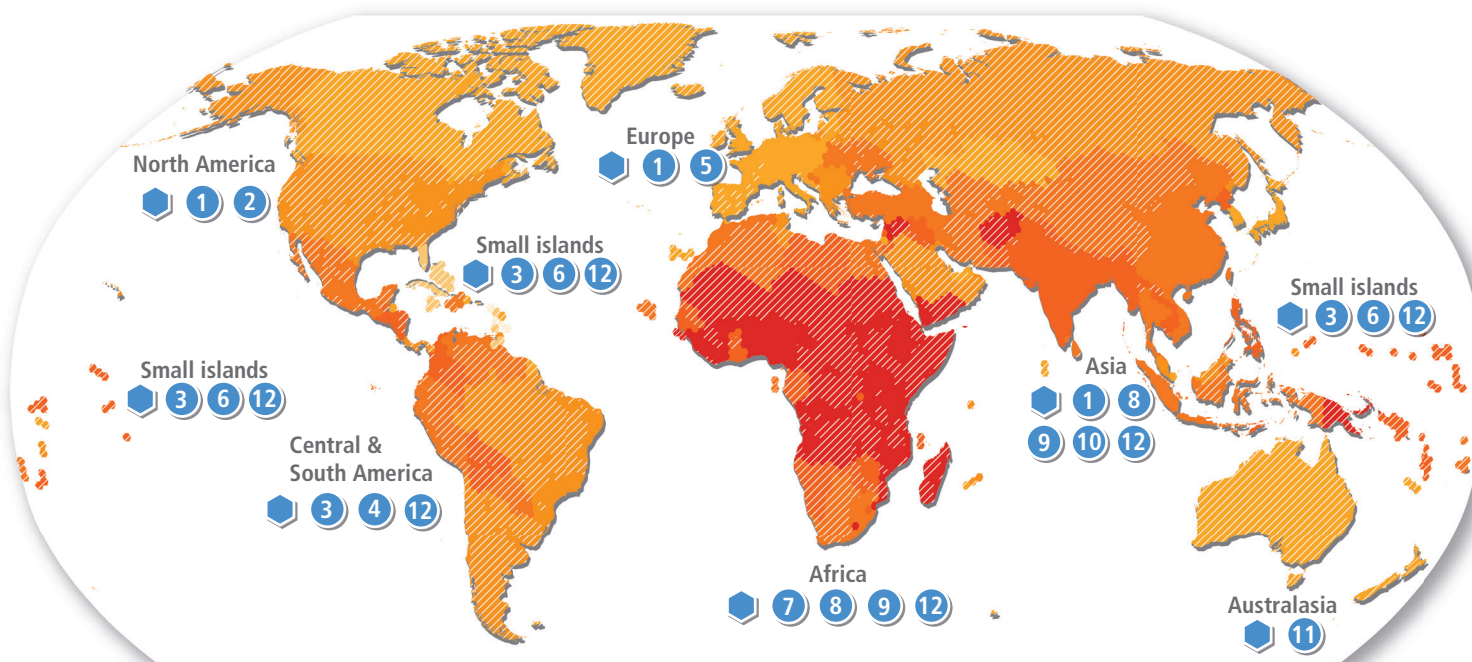 North America
1 2
Europe
1 5
Small islands
3 6 12
Small islands
3 6 12
Small islands
3 6 12
Asia
1 8
9 10 12
Central &
South America
3 4 12
Africa
7 8 9 12
Australasia
11